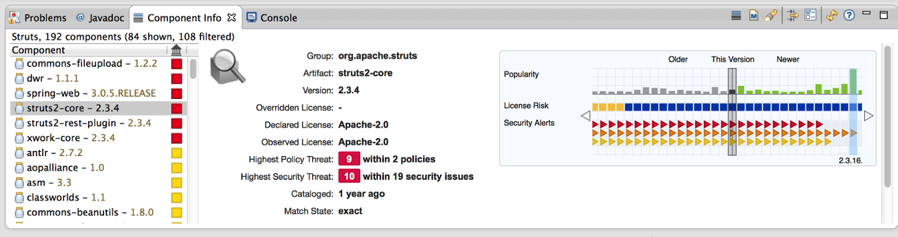 Problems @ Javadoc Component Info Console
Struts, 192 components (84 shown, 108 filtered)
Component
commons-fileupload - 1.2.2
dwr - 1.1.1
spring-web - 3.0.5.RELEASE
struts2-core - 2.3.4
struts2-rest-plugin - 2.3.4
xwork-core - 2.3.4
antlr - 2.7.2
aopalliance - 1.0
asm - 3.3
classworlds - 1.1
commons-beanutils - 1.8.0
Group: org.apache.struts
Artifact: struts2-core
Version: 2.3.4
Overridden License: -
Declared License: Apache-2.0
Observed License: Apache-2.0
Highest Policy Threat: 9 within 2 policies
Highest Security Threat: 10 within 19 security issues
Cataloged: 1 year ago
Match State: exact
Older This Version Newer
Popularity
License Risk
Security Alerts
2.3.16.